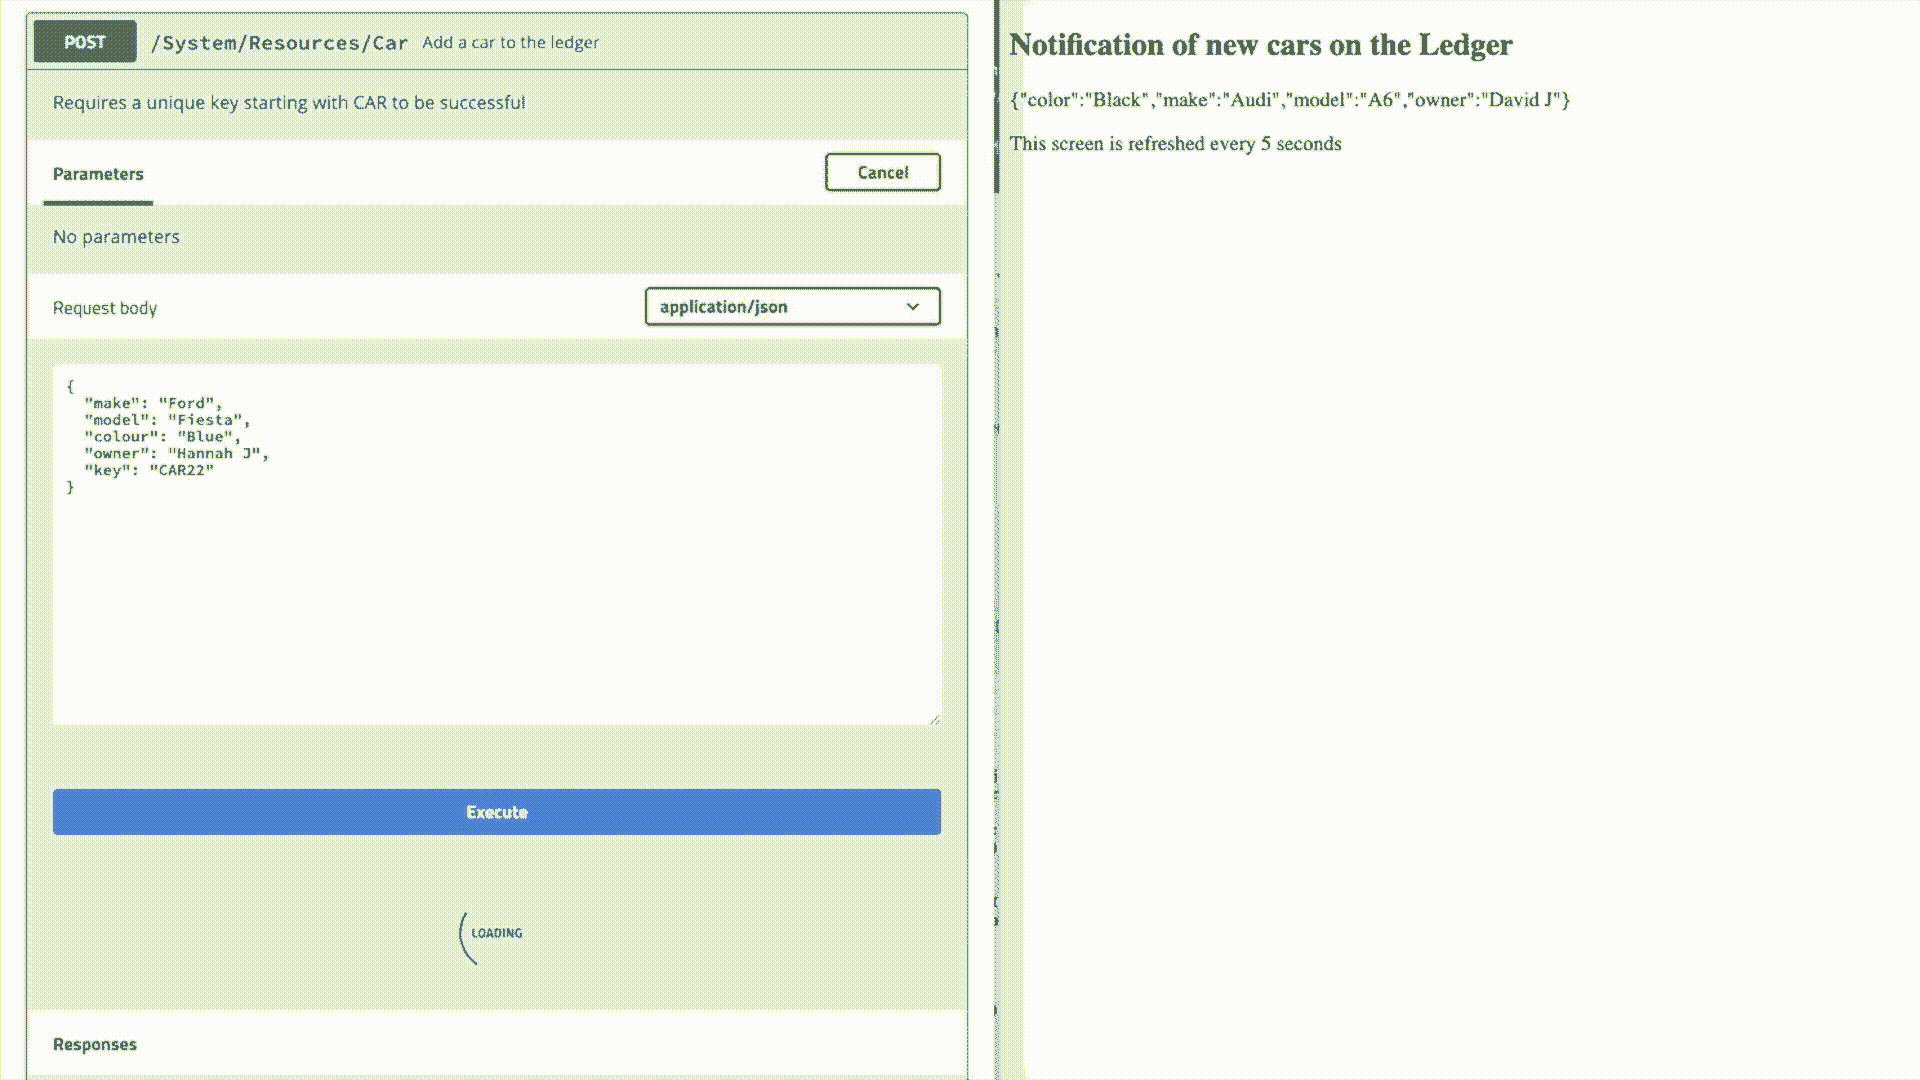 POST /System/Resources/Car Add a car to the ledger
Requires a unique key starting with CAR to be successful
Parameters
Cancel
No parameters
Request body
application/json
{
"make": "Ford",
"model": "Fiesta",
"colour": "Blue",
"owner": "Hannah J",
"key": "CAR22"
}
Execute
LOADING
Responses
Notification of new cars on the Ledger
{"color":"Black","make":"Audi","model":"A6","owner":"David J"}
This screen is refreshed every 5 seconds